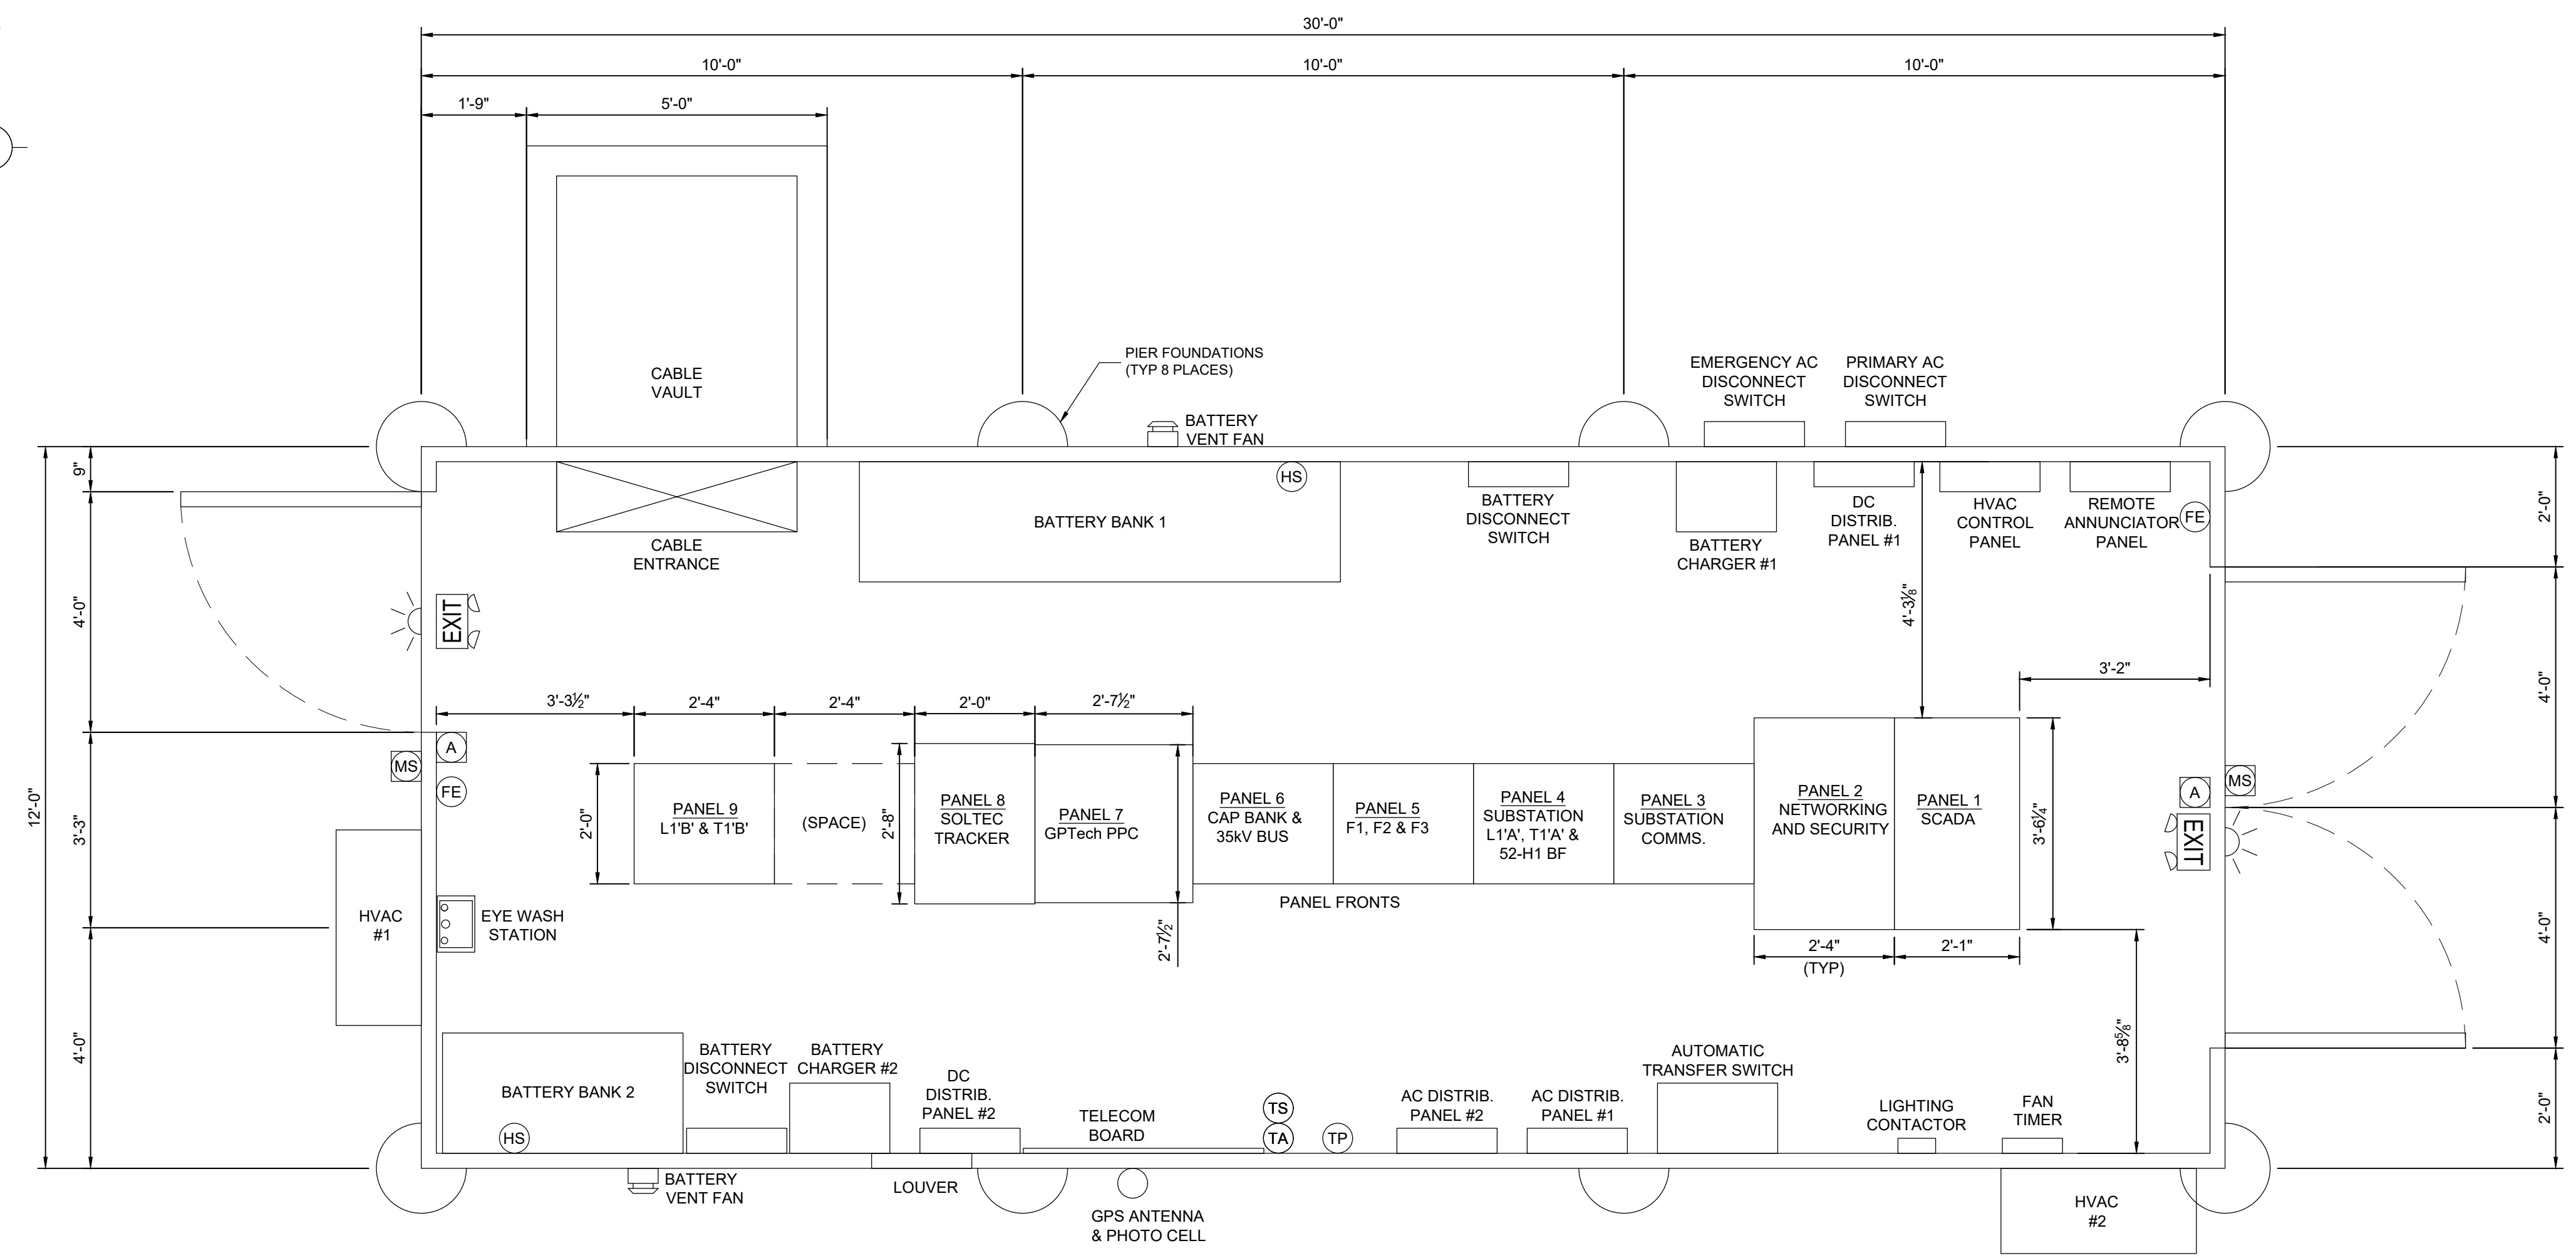 30'-0"
10'-0" 10'-0" 10'-0"
1'-9" 5'-0"
CABLE
VAULT
PIER FOUNDATIONS
(TYP 8 PLACES)
BATTERY
VENT FAN
EMERGENCY AC
DISCONNECT
SWITCH
PRIMARY AC
DISCONNECT
SWITCH
12'-0"
9"
4'-0"
3'-3"
4'-0"
CABLE
ENTRANCE
BATTERY BANK 1
HS
BATTERY
DISCONNECT
SWITCH
BATTERY
CHARGER #1
DC
DISTRIB.
PANEL #1
HVAC
CONTROL
PANEL
REMOTE
ANNUNCIATOR
PANEL
FE
2'-0"
4'-0"
4'-0"
2'-0"
EXIT
4'-3⅛"
3'-2"
3'-3½" 2'-4" 2'-4" 2'-0" 2'-7½"
A
MS
FE
2'-0"
PANEL 9
L1'B' & T1'B'
(SPACE)
2'-8"
PANEL 8
SOLTEC
TRACKER
PANEL 7
GPTech PPC
2'-7½"
PANEL 6
CAP BANK &
35kV BUS
PANEL 5
F1, F2 & F3
PANEL 4
SUBSTATION
L1'A', T1'A' &
52-H1 BF
PANEL 3
SUBSTATION
COMMS.
PANEL 2
NETWORKING
AND SECURITY
PANEL 1
SCADA
3'-6¼"
MS
A
EXIT
PANEL FRONTS
2'-4"
(TYP)
2'-1"
3'-8⅝"
HVAC
#1
EYE WASH
STATION
BATTERY BANK 2
HS
BATTERY
DISCONNECT
SWITCH
BATTERY
CHARGER #2
DC
DISTRIB.
PANEL #2
TELECOM
BOARD
TS
TA
TP
AC DISTRIB.
PANEL #2
AC DISTRIB.
PANEL #1
AUTOMATIC
TRANSFER SWITCH
LIGHTING
CONTACTOR
FAN
TIMER
BATTERY
VENT FAN
LOUVER
GPS ANTENNA
& PHOTO CELL
HVAC
#2